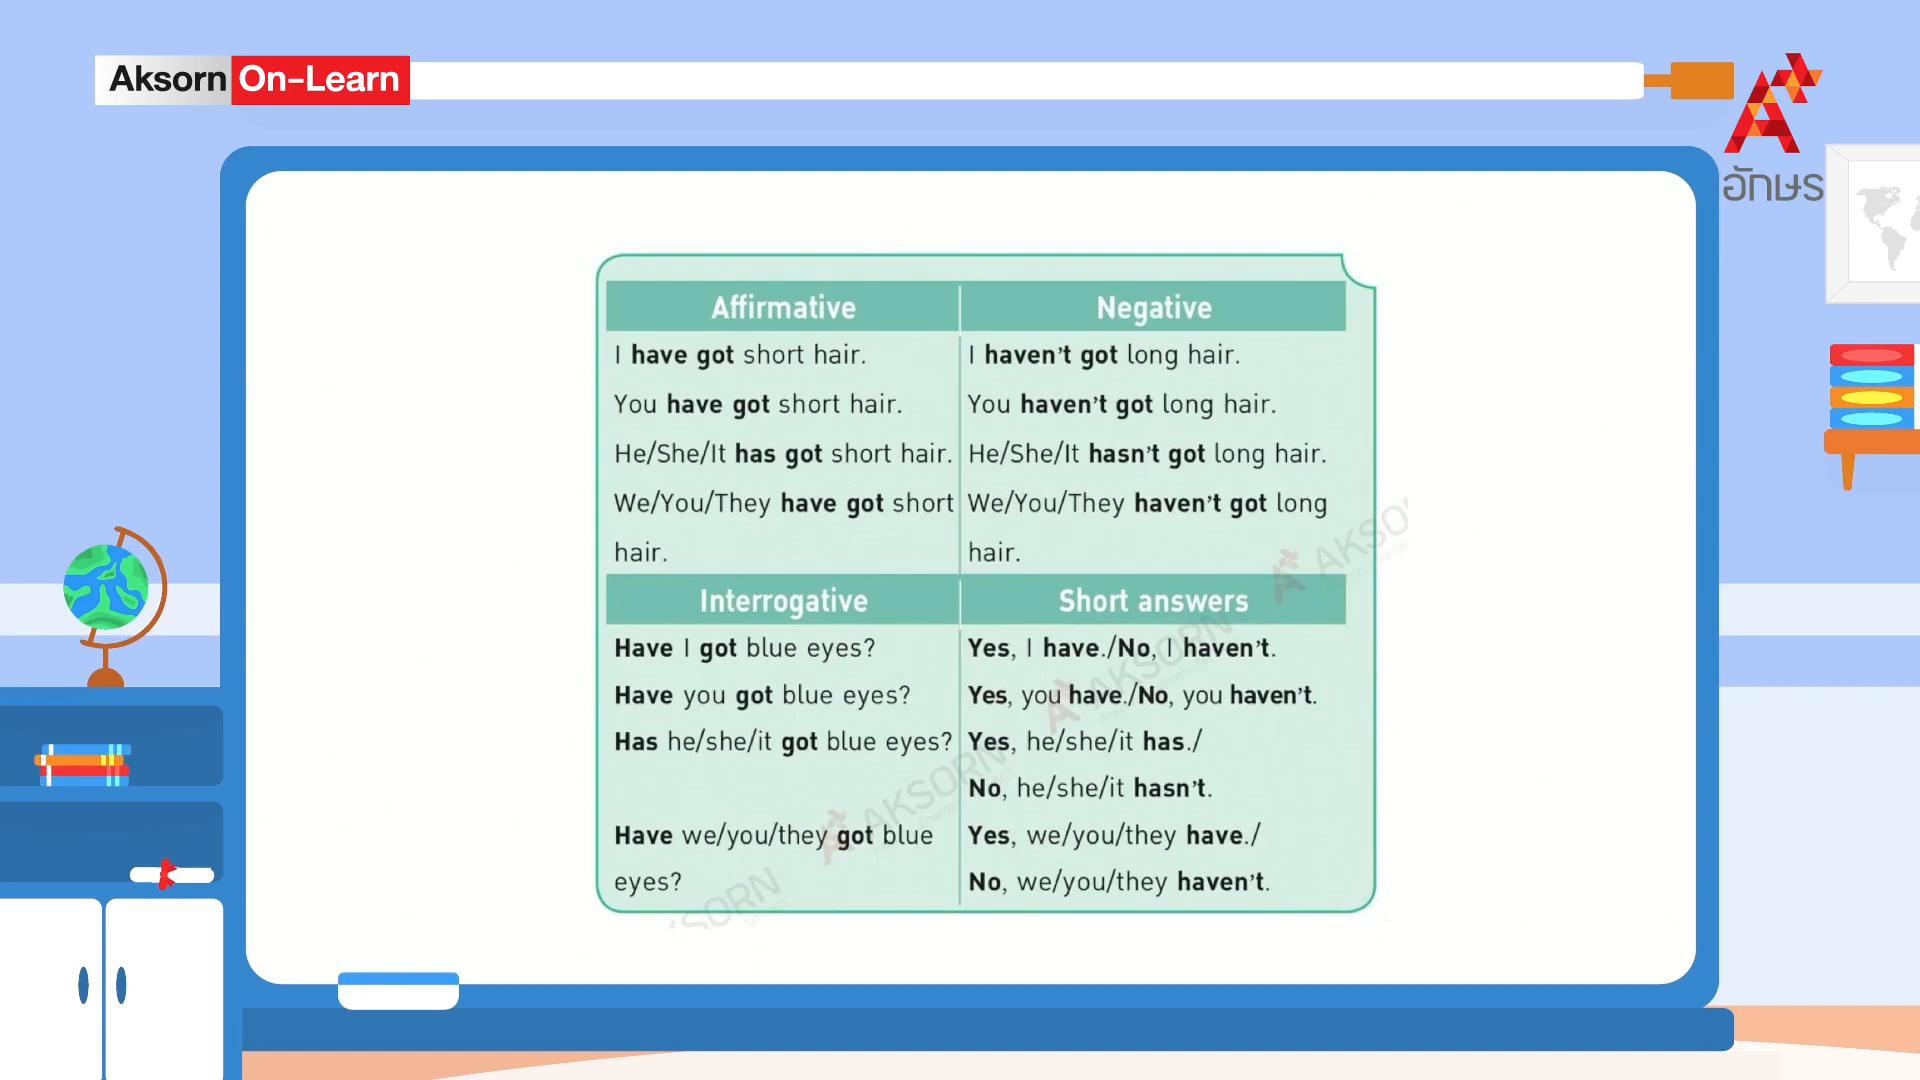 Aksorn On-Learn
อักษร
Affirmative
Negative
I have got short hair.
I haven't got long hair.
You have got short hair.
You haven't got long hair.
He/She/It has got short hair.
He/She/It hasn't got long hair.
We/You/They have got short
hair.
We/You/They haven't got long
hair.
Interrogative
Short answers
Have I got blue eyes?
Yes, I have./No, I haven't.
Have you got blue eyes?
Yes, you have./No, you haven't.
Has he/she/it got blue eyes?
Yes, he/she/it has./
No, he/she/it hasn't.
Have we/you/they got blue
eyes?
Yes, we/you/they have./
No, we/you/they haven't.
AKSORN
AKSORN